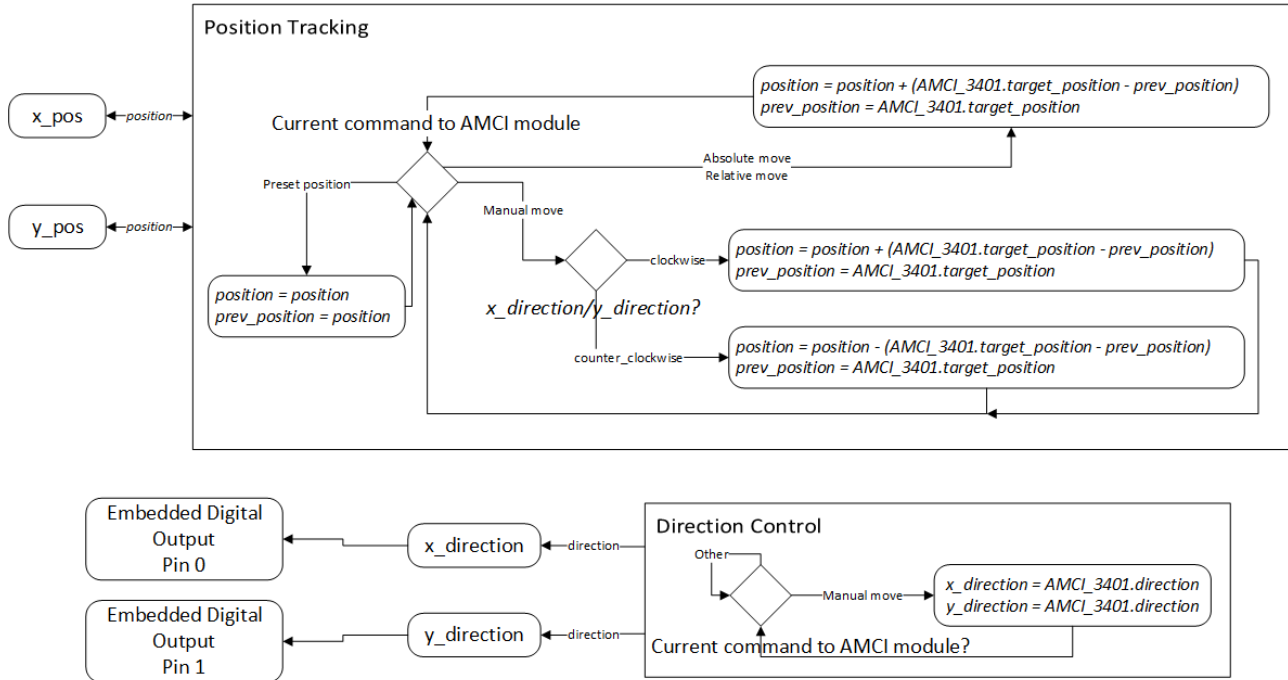 Position Tracking
position = position + (AMCI_3401.target_position - prev_position)
prev_position = AMCI_3401.target_position
x_pos
position
Current command to AMCI module
Absolute move
Relative move
Preset position
Manual move
y_pos
position
position = position + (AMCI_3401.target_position - prev_position)
prev_position = AMCI_3401.target_position
clockwise
position = position
prev_position = position
x_direction/y_direction?
counter_clockwise
position = position - (AMCI_3401.target_position - prev_position)
prev_position = AMCI_3401.target_position
Embedded Digital
Output
Pin 0
x_direction
direction
Direction Control
Other
Manual move
x_direction = AMCI_3401.direction
y_direction = AMCI_3401.direction
Embedded Digital
Output
Pin 1
y_direction
direction
Current command to AMCI module?